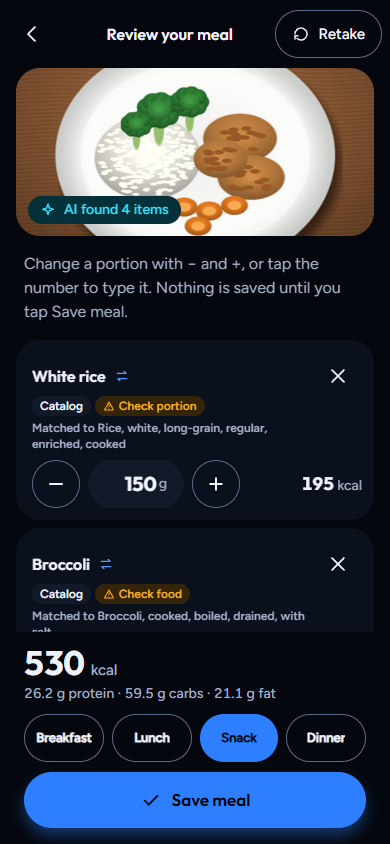 Review your meal
Retake
AI found 4 items
Change a portion with - and +, or tap the
number to type it. Nothing is saved until you
tap Save meal.
White rice
Catalog
Check portion
Matched to Rice, white, long-grain, regular,
enriched, cooked
150 g
195 kcal
Broccoli
Catalog
Check food
Matched to Broccoli, cooked, boiled, drained, with
530 kcal
26.2 g protein · 59.5 g carbs · 21.1 g fat
Breakfast
Lunch
Snack
Dinner
Save meal